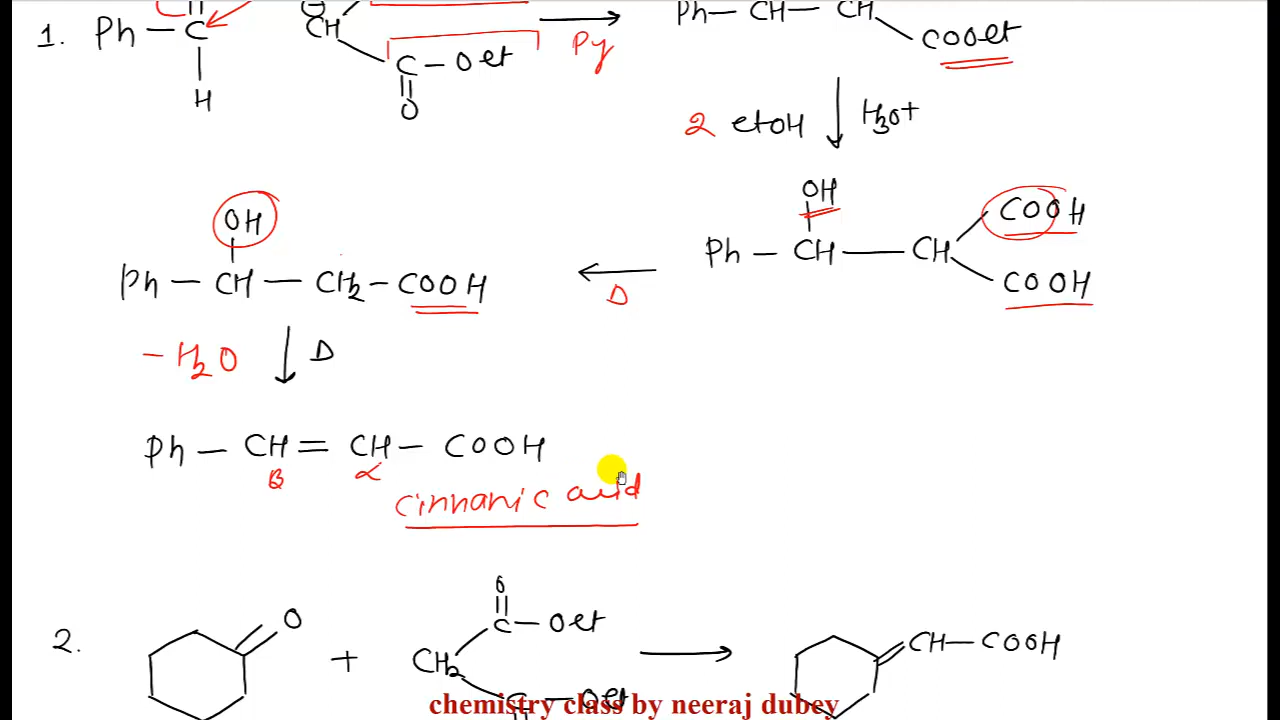 1. Ph - C CH Py Ph - CH - CH
COOet
C - Oet
H O
2 etOH H3O+
OH OH COOH
Ph - CH - CH2 - COOH Ph - CH - CH
COOH
Δ
- H2O Δ
Ph - CH = CH - COOH
β α
cinnanic acid
2. O + CH2 C - Oet CH - COOH
O
C - Oet
chemistry class by neeraj dubey